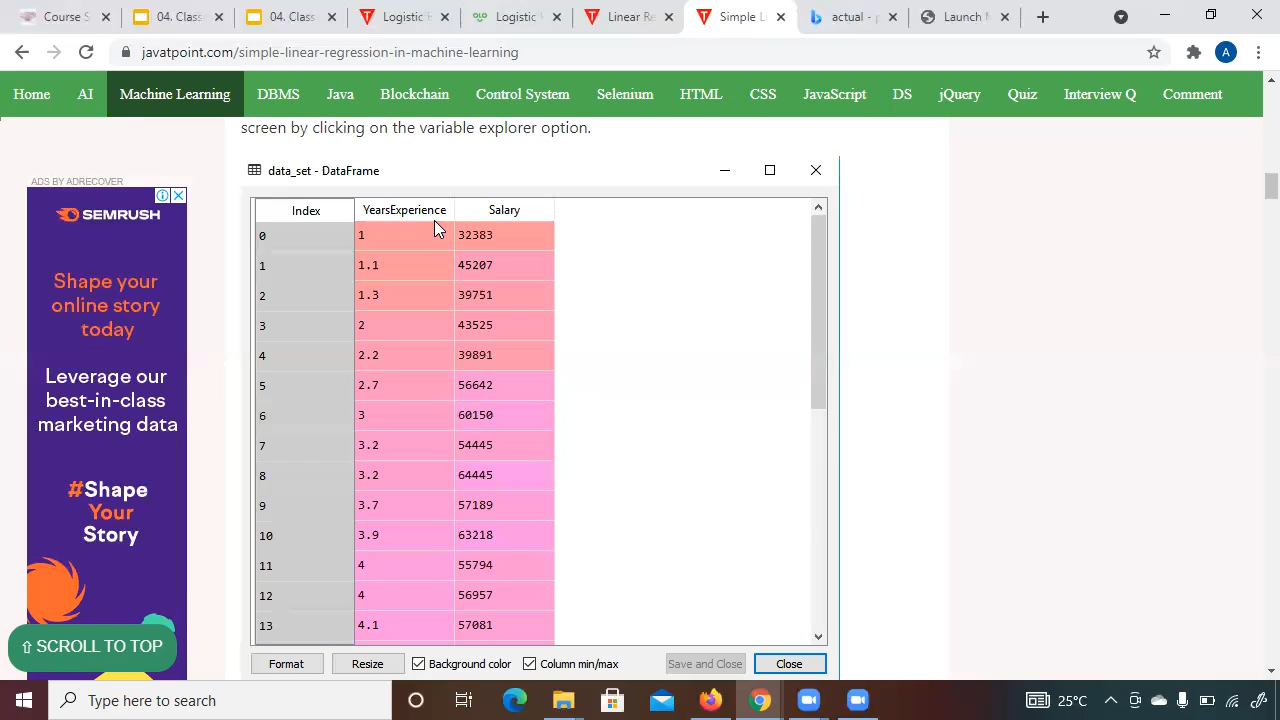 Course S
04. Clas:
04. Clas:
Logistic
Logistic
Linear Re
Simple Li
actual - p
Launch M
javatpoint.com/simple-linear-regression-in-machine-learning
A
Home AI Machine Learning DBMS Java Blockchain Control System Selenium HTML CSS JavaScript DS jQuery Quiz Interview Q Comment
screen by clicking on the variable explorer option.
ADS BY ADRECOVER
SEMRUSH
Shape your
online story
today
Leverage our
best-in-class
marketing data
#Shape
Your
Story
⇧ SCROLL TO TOP
data_set - DataFrame
Index YearsExperience Salary
0 1 32383
1 1.1 45207
2 1.3 39751
3 2 43525
4 2.2 39891
5 2.7 56642
6 3 60150
7 3.2 54445
8 3.2 64445
9 3.7 57189
10 3.9 63218
11 4 55794
12 4 56957
13 4.1 57081
Format Resize Background color Column min/max Save and Close Close
Type here to search
25°C